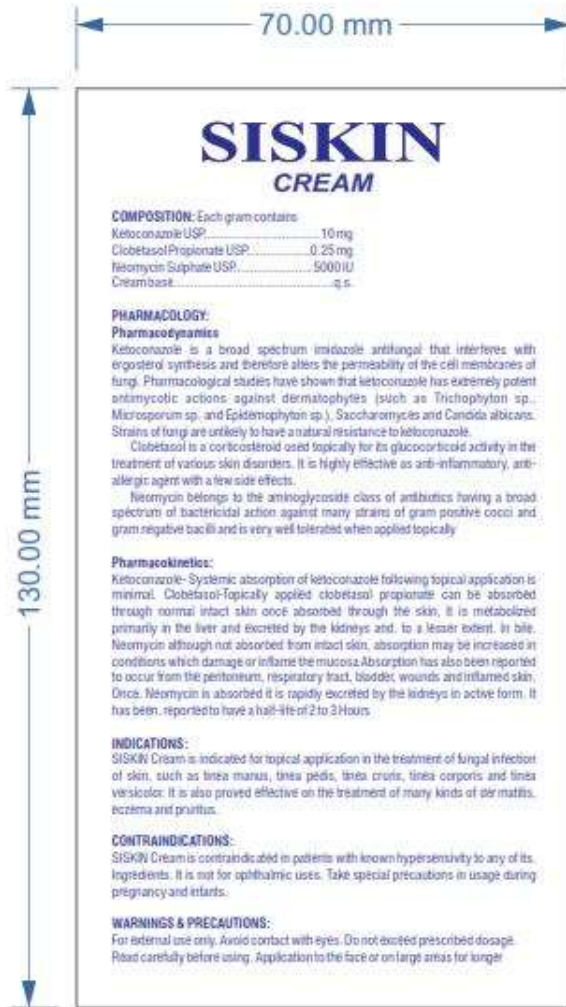 70.00 mm
130.00 mm
SISKIN
CREAM
COMPOSITION: Each gram contains
Ketoconazole USP..............................10 mg
Clobetasol Propionate USP................0.25 mg
Neomycin Sulphate USP....................5000 IU
Cream base..........................................q.s.
PHARMACOLOGY:
Pharmacodynamics
Ketoconazole is a broad spectrum imidazole antifungal that interferes with
ergosterol synthesis and therefore alters the permeability of the cell membranes of
fungi. Pharmacological studies have shown that ketoconazole has extremely potent
antimycotic actions against dermatophytes (such as Trichophyton sp.,
Microsporum sp. and Epidemophyton sp.), Saccharomyces and Candida albicans.
Strains of fungi are unlikely to have a natural resistance to ketoconazole.
Clobetasol is a corticosteroid used topically for its glucocorticoid activity in the
treatment of various skin disorders. It is highly effective as anti-inflammatory, anti-
allergic agent with a few side effects.
Neomycin belongs to the aminoglycoside class of antibiotics having a broad
spectrum of bactericidal action against many strains of gram positive cocci and
gram negative bacilli and is very well tolerated when applied topically
Pharmacokinetics:
Ketoconazole- Systemic absorption of ketoconazole following topical application is
minimal. Clobetasol-Topically applied clobetasol propionate can be absorbed
through normal intact skin once absorbed through the skin, It is metabolized
primarily in the liver and excreted by the kidneys and, to a lesser extent, in bile.
Neomycin although not absorbed from intact skin, absorption may be increased in
conditions which damage or inflame the mucosa Absorption has also been reported
to occur from the peritoneum, respiratory tract, bladder, wounds and inflamed skin.
Once, Neomycin is absorbed it is rapidly excreted by the kidneys in active form. It
has been, reported to have a half-life of 2 to 3 Hours
INDICATIONS:
SISKIN Cream is indicated for topical application in the treatment of fungal infection
of skin, such as tinea manus, tinea pedis, tinea cruris, tinea corporis and tinea
versicolor. It is also proved effective on the treatment of many kinds of dermatitis,
eczema and pruritus.
CONTRAINDICATIONS:
SISKIN Cream is contraindicated in patients with known hypersensivity to any of its.
Ingredients. It is not for ophthalmic uses. Take special precautions in usage during
pregnancy and infants.
WARNINGS & PRECAUTIONS:
For external use only. Avoid contact with eyes. Do not exceed prescribed dosage.
Read carefully before using. Application to the face or on large areas for longer